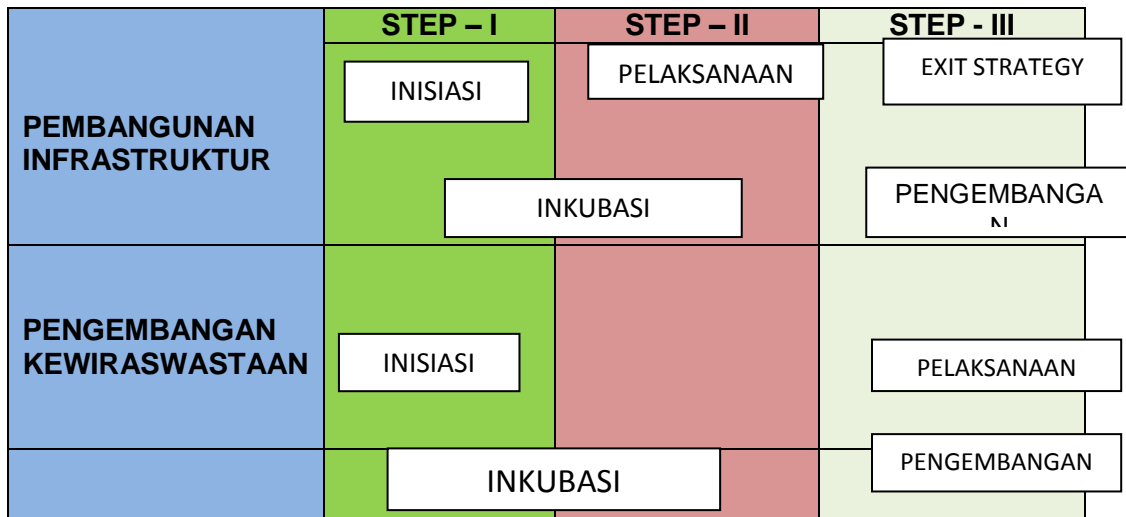 STEP – I
STEP – II
STEP - III
PEMBANGUNAN
INFRASTRUKTUR
INISIASI
PELAKSANAAN
EXIT STRATEGY
INKUBASI
PENGEMBANGA
N
PENGEMBANGAN
KEWIRASWASTAAN
INISIASI
PELAKSANAAN
INKUBASI
PENGEMBANGAN